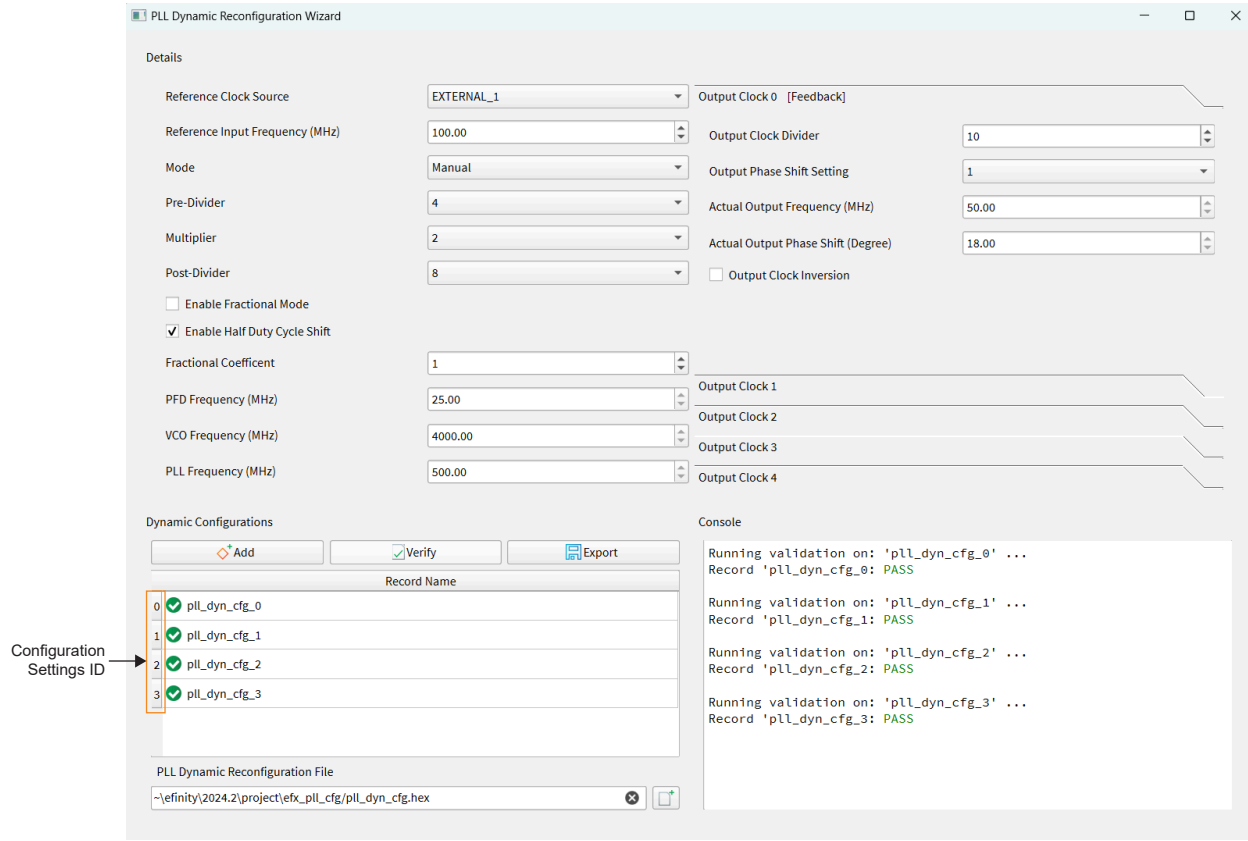 PLL Dynamic Reconfiguration Wizard
Details
Reference Clock Source EXTERNAL_1
Reference Input Frequency (MHz) 100.00
Mode Manual
Pre-Divider 4
Multiplier 2
Post-Divider 8
Enable Fractional Mode
Enable Half Duty Cycle Shift
Fractional Coefficent 1
PFD Frequency (MHz) 25.00
VCO Frequency (MHz) 4000.00
PLL Frequency (MHz) 500.00
Output Clock 0 [Feedback]
Output Clock Divider 10
Output Phase Shift Setting 1
Actual Output Frequency (MHz) 50.00
Actual Output Phase Shift (Degree) 18.00
Output Clock Inversion
Output Clock 1
Output Clock 2
Output Clock 3
Output Clock 4
Dynamic Configurations
Add Verify Export
Record Name
0 pll_dyn_cfg_0
1 pll_dyn_cfg_1
2 pll_dyn_cfg_2
3 pll_dyn_cfg_3
Configuration
Settings ID
PLL Dynamic Reconfiguration File
~\efinity\2024.2\project\efx_pll_cfg/pll_dyn_cfg.hex
Console
Running validation on: 'pll_dyn_cfg_0' ...
Record 'pll_dyn_cfg_0: PASS
Running validation on: 'pll_dyn_cfg_1' ...
Record 'pll_dyn_cfg_1: PASS
Running validation on: 'pll_dyn_cfg_2' ...
Record 'pll_dyn_cfg_2: PASS
Running validation on: 'pll_dyn_cfg_3' ...
Record 'pll_dyn_cfg_3: PASS